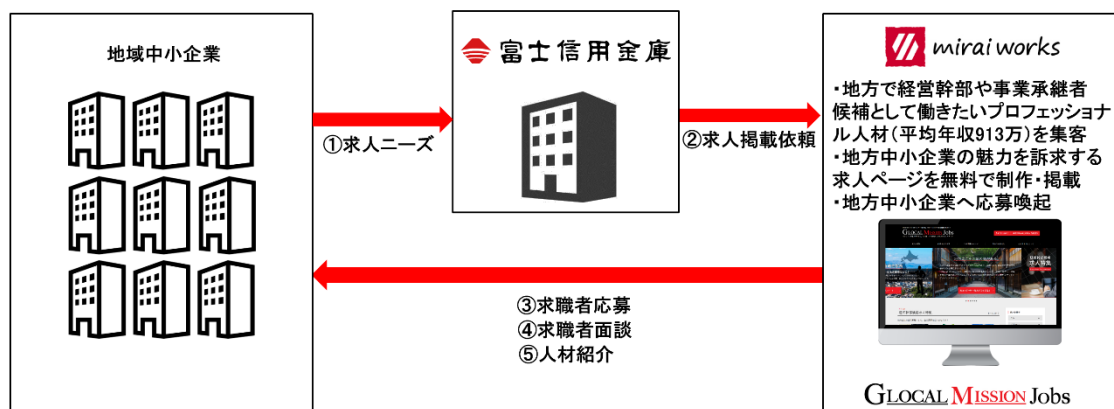 地域中小企業
富士信用金庫
mirai works
・地方で経営幹部や事業承継者
候補として働きたいプロフェッショナ
ル人材（平均年収913万）を集客
・地方中小企業の魅力を訴求する
求人ページを無料で制作・掲載
・地方中小企業へ応募喚起
①求人ニーズ
②求人掲載依頼
GLOCAL MISSION JOBS
③求職者応募
④求職者面談
⑤人材紹介
GLOCAL MISSION JOBS